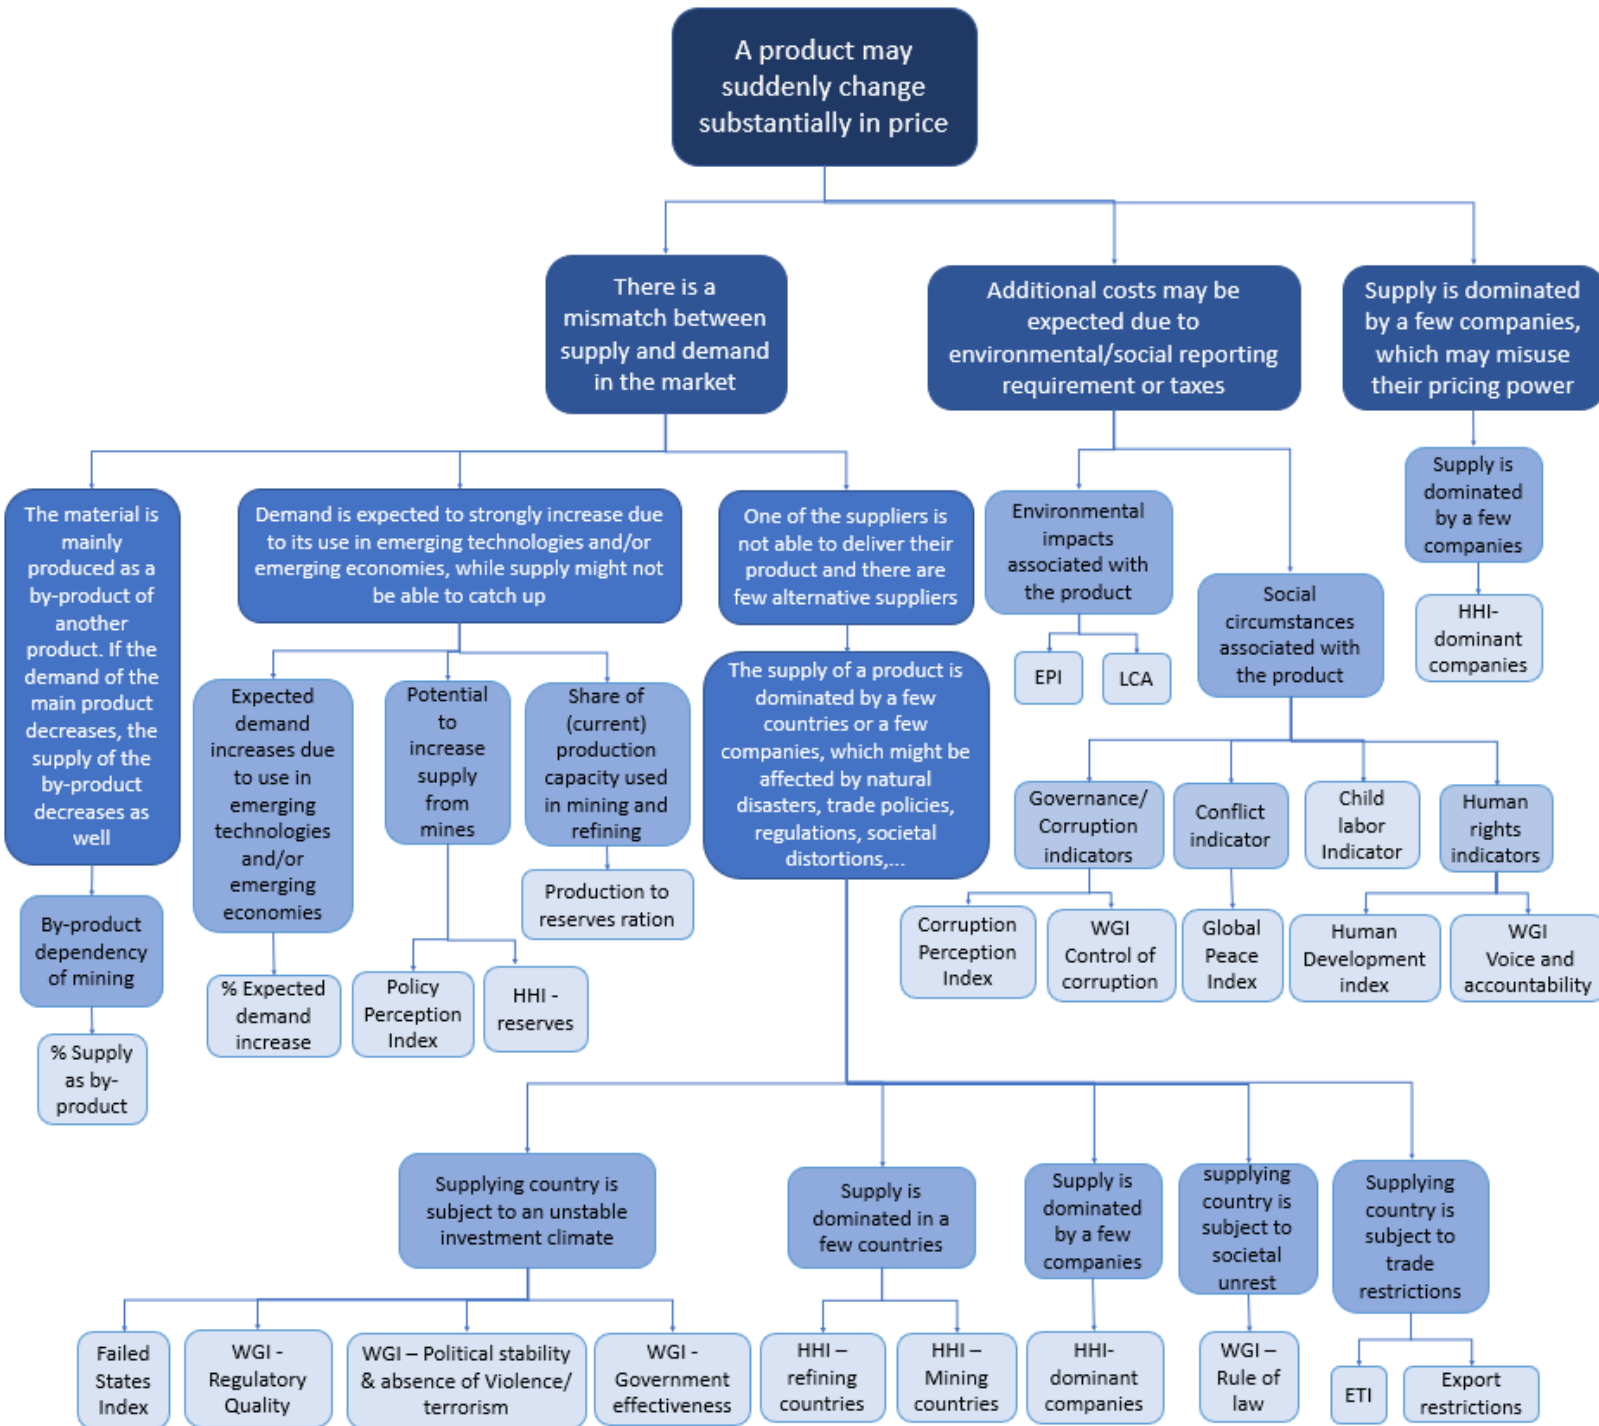 A product may
suddenly change
substantially in price
There is a
mismatch between
supply and demand
in the market
Additional costs may be
expected due to
environmental/social reporting
requirement or taxes
Supply is dominated
by a few companies,
which may misuse
their pricing power
The material is
mainly
produced as a
by-product of
another
product. If the
demand of the
main product
decreases, the
supply of the
by-product
decreases as
well
Demand is expected to strongly increase due
to its use in emerging technologies and/or
emerging economies, while supply might not
be able to catch up
One of the suppliers is
not able to deliver their
product and there are
few alternative suppliers
Environmental
impacts
associated with
the product
Supply is
dominated
by a few
companies
Social
circumstances
associated with
the product
HHI-
dominant
companies
EPI
LCA
Expected
demand
increases due
to use in
emerging
technologies
and/or
emerging
economies
Potential
to
increase
supply
from
mines
Share of
(current)
production
capacity used
in mining and
refining
The supply of a product is
dominated by a few
countries or a few
companies, which might be
affected by natural
disasters, trade policies,
regulations, societal
distortions,...
Governance/
Corruption
indicators
Conflict
indicator
Child
labor
Indicator
Human
rights
indicators
Production to
reserves ration
By-product
dependency
of mining
Corruption
Perception
Index
WGI
Control of
corruption
Global
Peace
Index
Human
Development
index
WGI
Voice and
accountability
% Expected
demand
increase
Policy
Perception
Index
HHI -
reserves
% Supply
as by-
product
Supplying country is
subject to an unstable
investment climate
Supply is
dominated in a
few countries
Supply is
dominated
by a few
companies
supplying
country is
subject to
societal
unrest
Supplying
country is
subject to
trade
restrictions
Failed
States
Index
WGI -
Regulatory
Quality
WGI – Political stability
& absence of Violence/
terrorism
WGI -
Government
effectiveness
HHI –
refining
countries
HHI –
Mining
countries
HHI-
dominant
companies
WGI –
Rule of
law
ETI
Export
restrictions